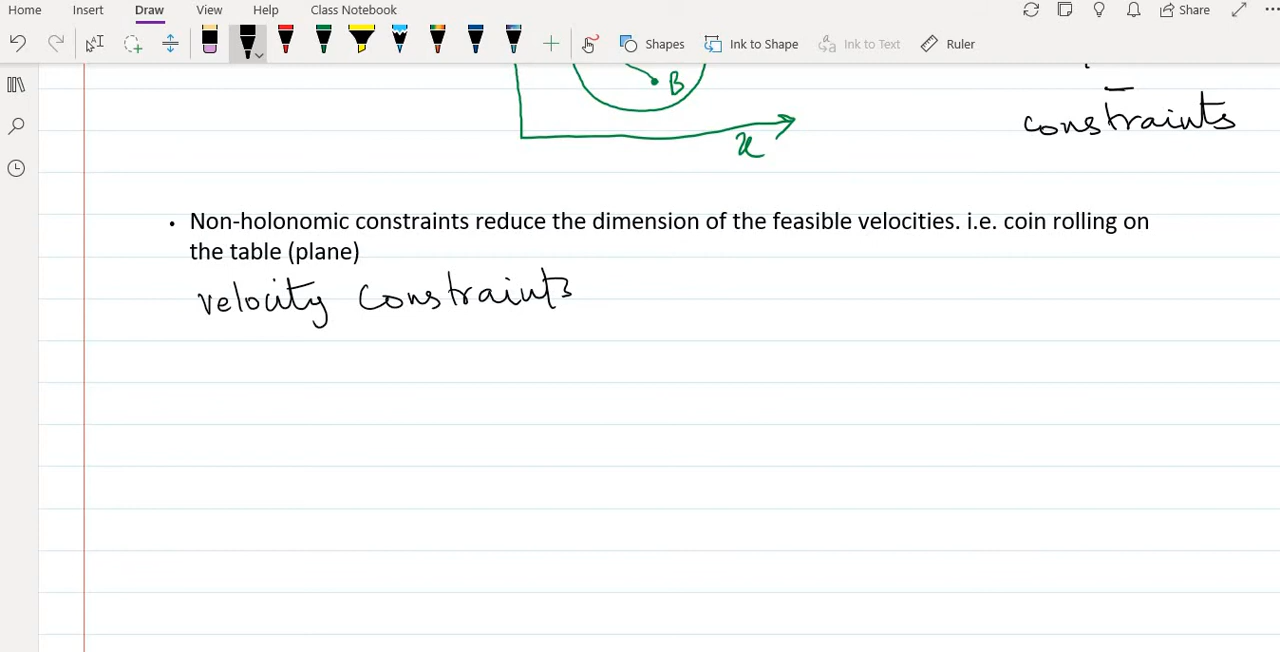 Home Insert Draw View Help Class Notebook Share
Shapes Ink to Shape Ink to Text Ruler
B
x
constraints
• Non-holonomic constraints reduce the dimension of the feasible velocities. i.e. coin rolling on
the table (plane)
velocity constraints